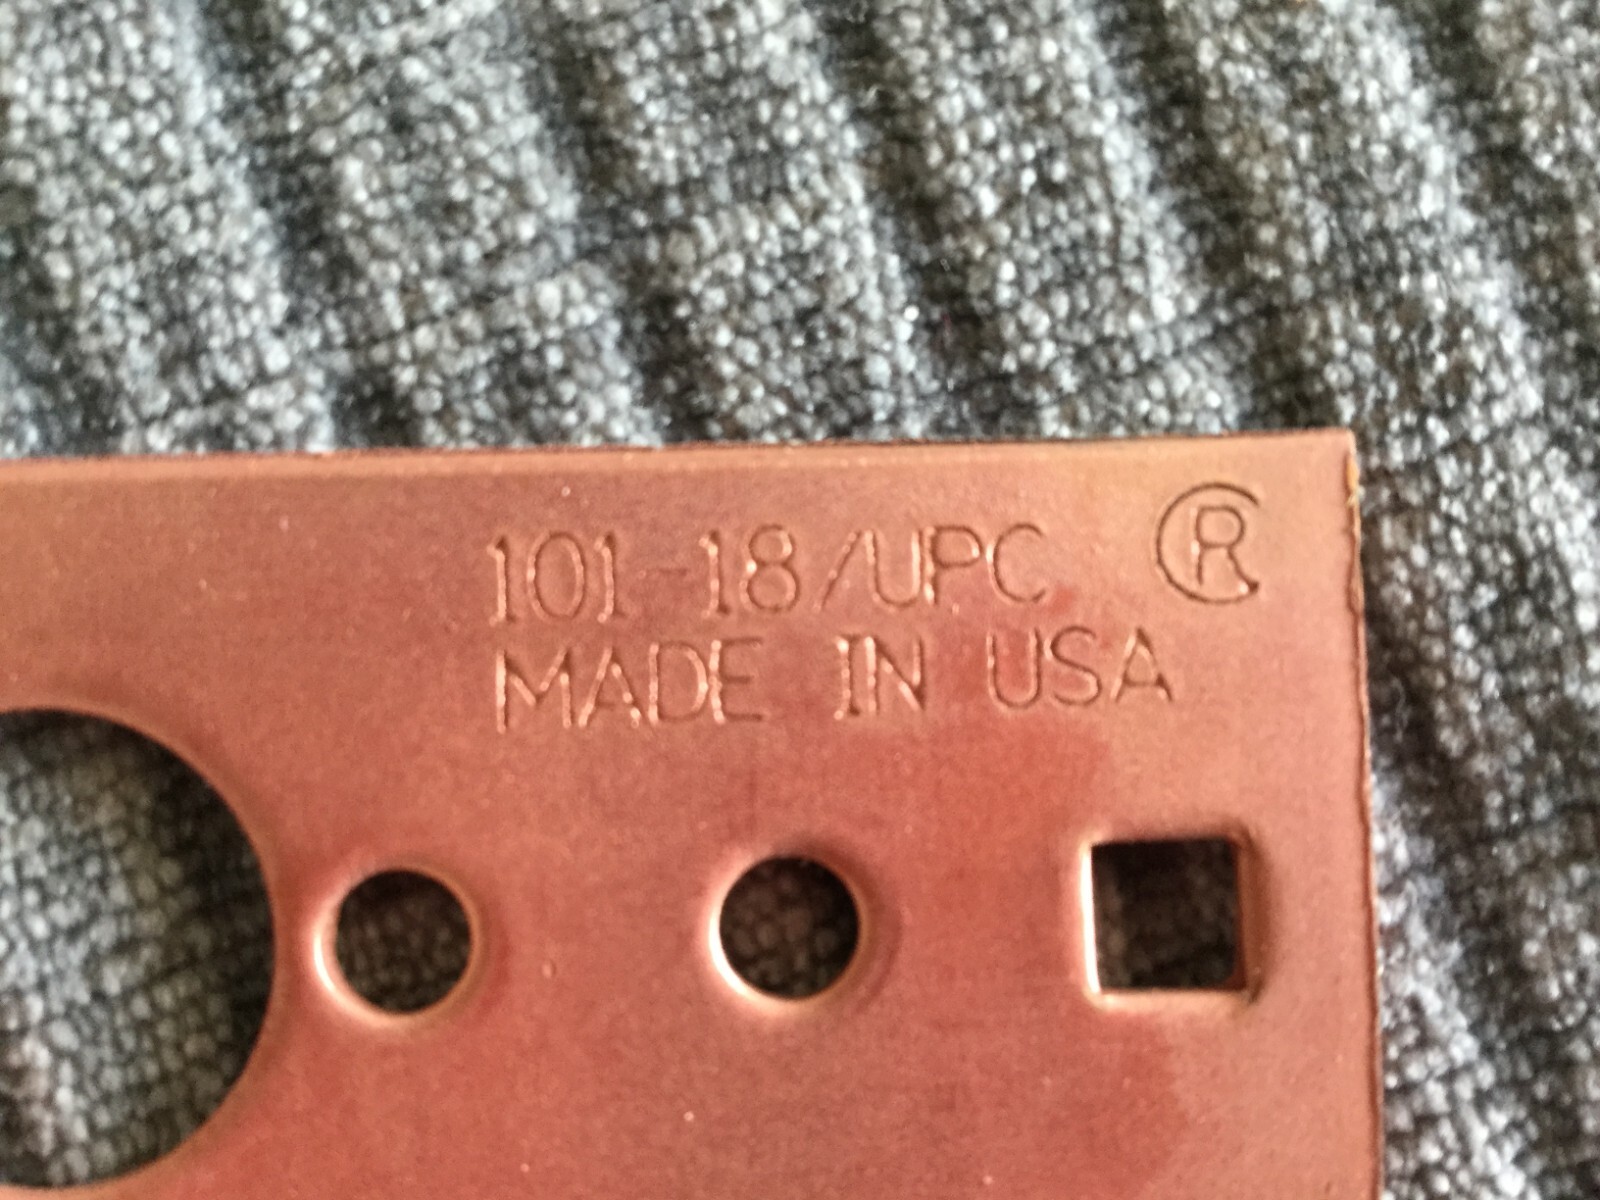 101-18/UPC ®
MADE IN USA